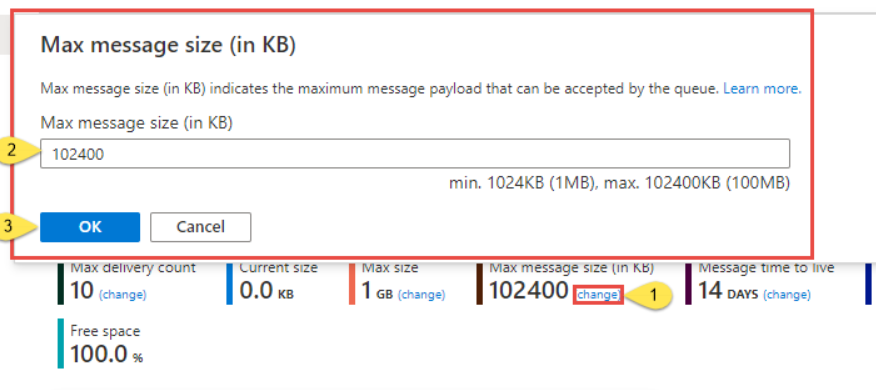 Max message size (in KB)
Max message size (in KB) indicates the maximum message payload that can be accepted by the queue. Learn more.
Max message size (in KB)
2
102400
min. 1024KB (1MB), max. 102400KB (100MB)
3
OK
Cancel
Max delivery count
10 (change)
Current size
0.0 KB
Max size
1 GB (change)
Max message size (in KB)
102400 (change)
1
Message time to live
14 DAYS (change)
Free space
100.0 %